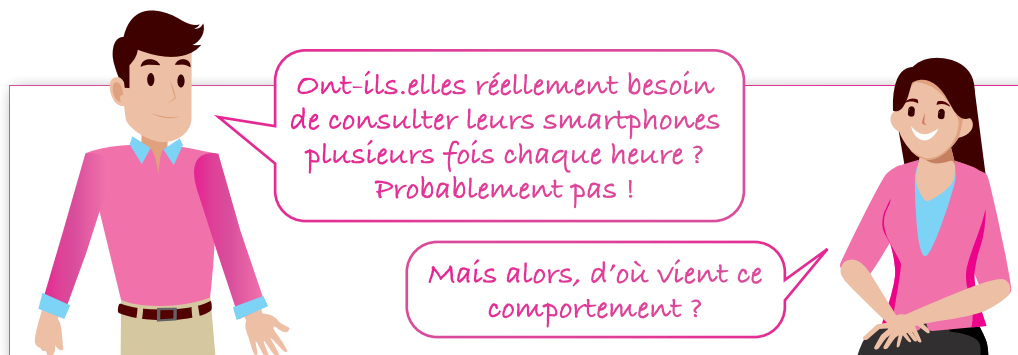 Ont-ils.elles réellement besoin
de consulter leurs smartphones
plusieurs fois chaque heure ?
Probablement pas !
Mais alors, d'où vient ce
comportement ?